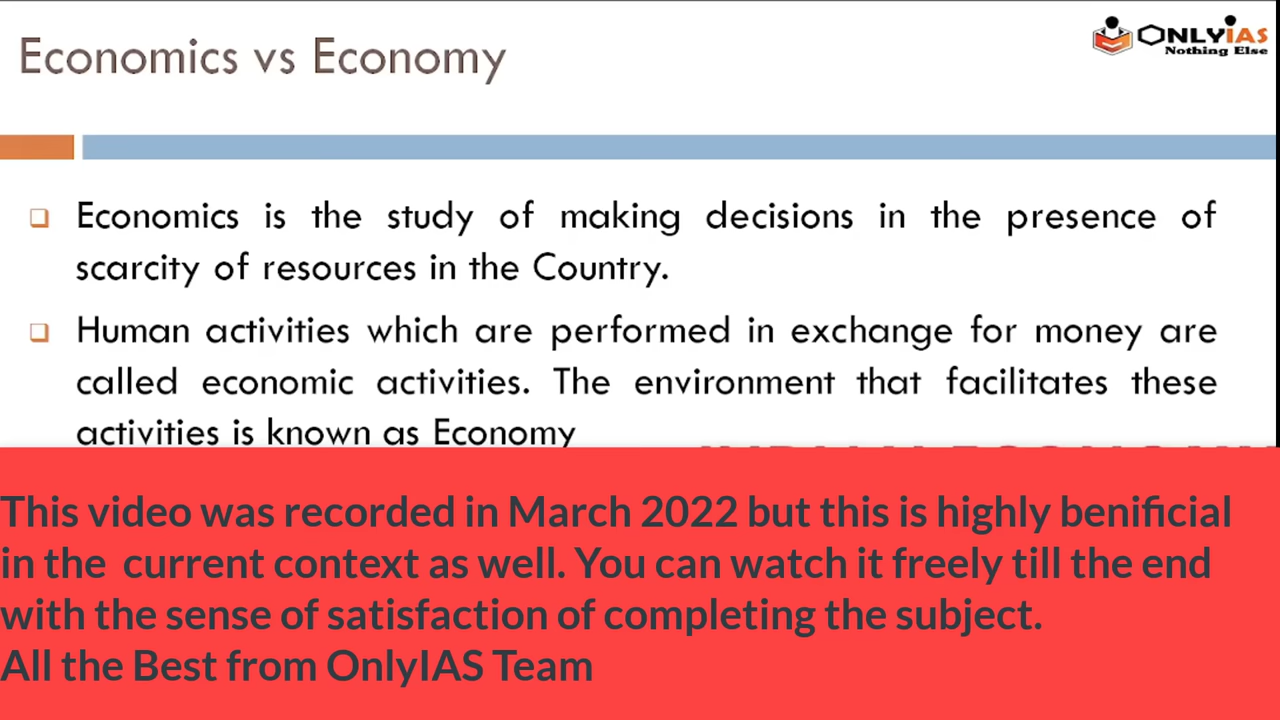 Economics vs Economy
ONLYIAS
Nothing Else
Economics is the study of making decisions in the presence of
scarcity of resources in the Country.
Human activities which are performed in exchange for money are
called economic activities. The environment that facilitates these
activities is known as Economy
This video was recorded in March 2022 but this is highly benificial
in the current context as well. You can watch it freely till the end
with the sense of satisfaction of completing the subject.
All the Best from OnlyIAS Team